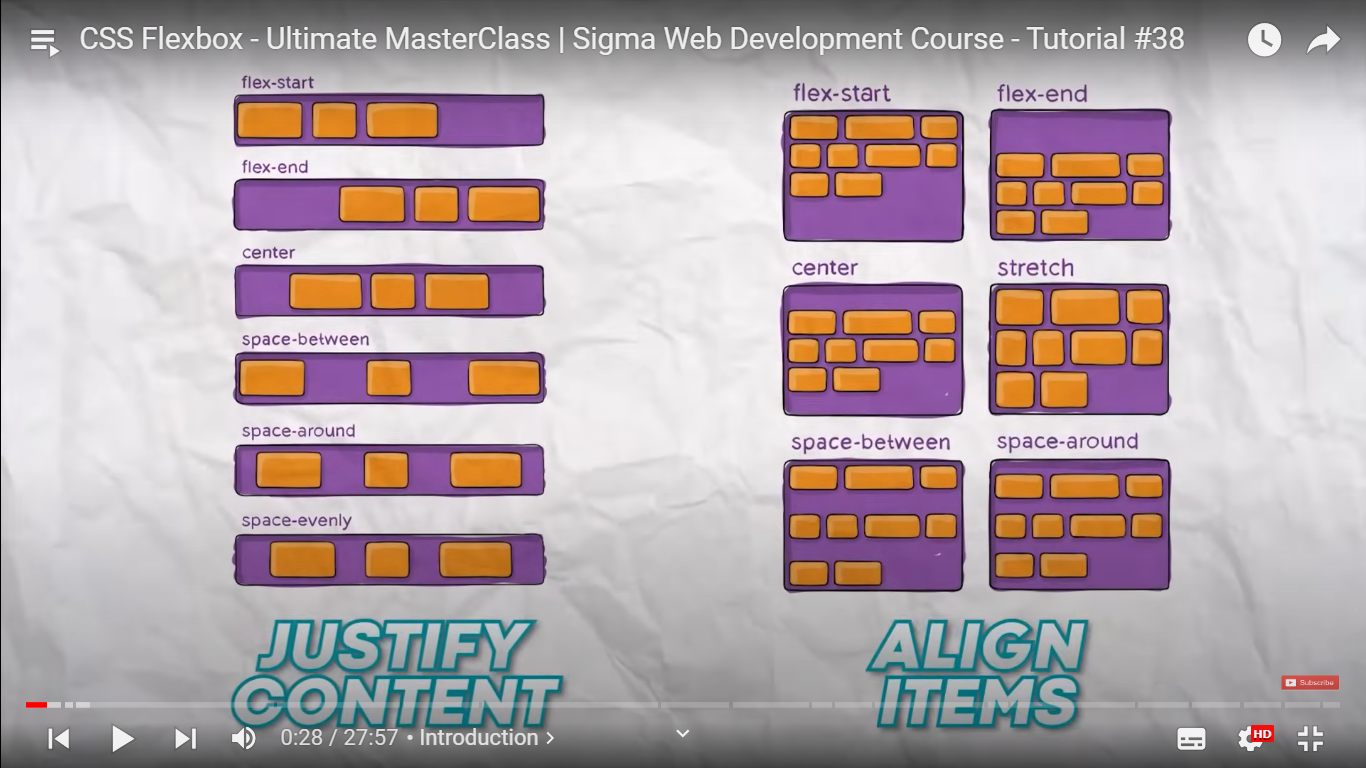 CSS Flexbox - Ultimate MasterClass | Sigma Web Development Course - Tutorial #38
flex-start
flex-end
center
space-between
space-around
space-evenly
JUSTIFY
CONTENT
flex-start
flex-end
center
stretch
space-between
space-around
ALIGN
ITEMS
Subscribe
0:28 / 27:57 • Introduction >
HD